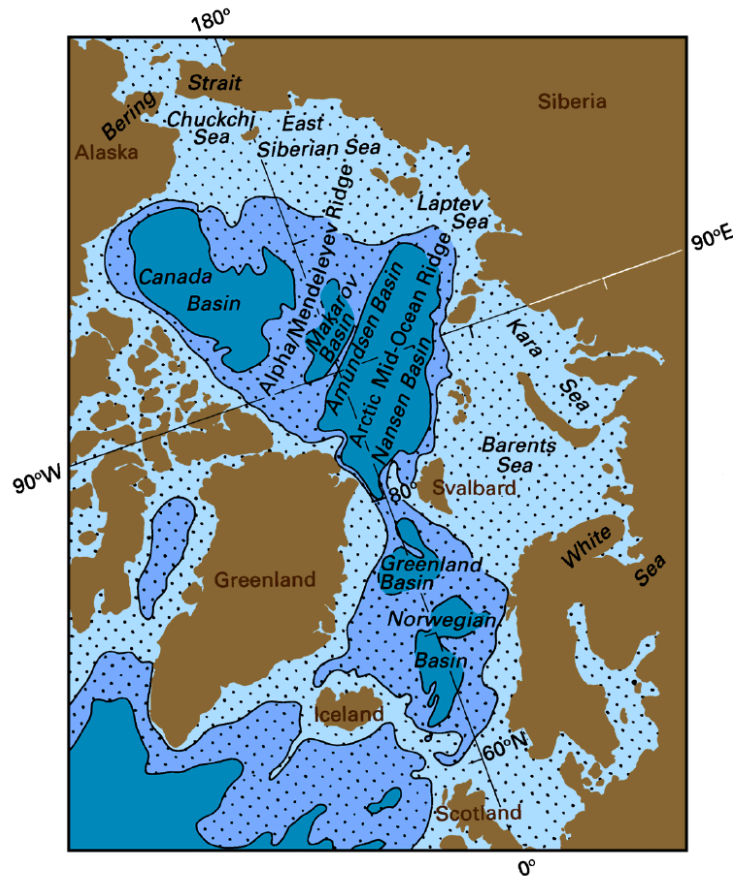 180°
Bering
Strait
Siberia
Chuckchj
Sea
East
Siberian Sea
Alaska
Laptev
Sea
90°E
Canada
Basin
Alpha/Mendeleyev Ridge
Makarov
Basin
Amundsen Basin
Arctic Mid-Ocean Ridge
Nansen Basin
Kara
Sea
90°W
Barents
Sea
80°
Svalbard
White
Sea
Greenland
Greenland
Basin
Norwegian
Basin
Iceland
60°N
Scotland
0°